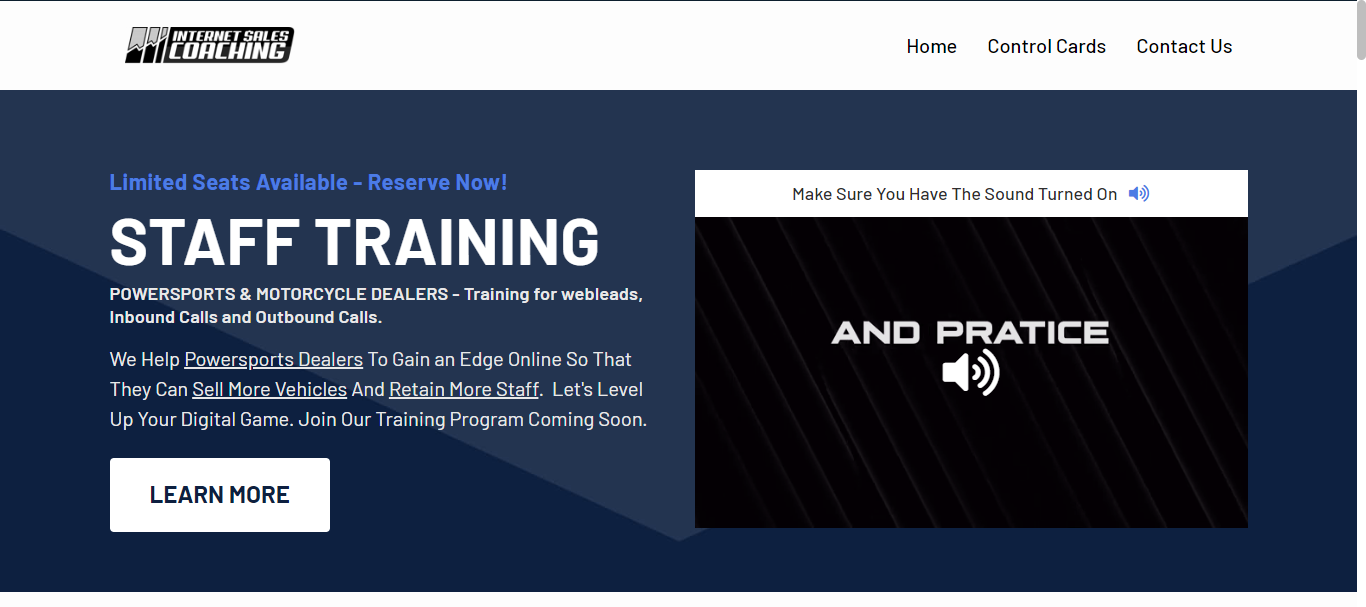 INTERNET SALES
COACHING
Home Control Cards Contact Us
Limited Seats Available - Reserve Now!
STAFF TRAINING
POWERSPORTS & MOTORCYCLE DEALERS - Training for webleads,
Inbound Calls and Outbound Calls.
We Help Powersports Dealers To Gain an Edge Online So That
They Can Sell More Vehicles And Retain More Staff. Let's Level
Up Your Digital Game. Join Our Training Program Coming Soon.
LEARN MORE
Make Sure You Have The Sound Turned On
AND PRATICE